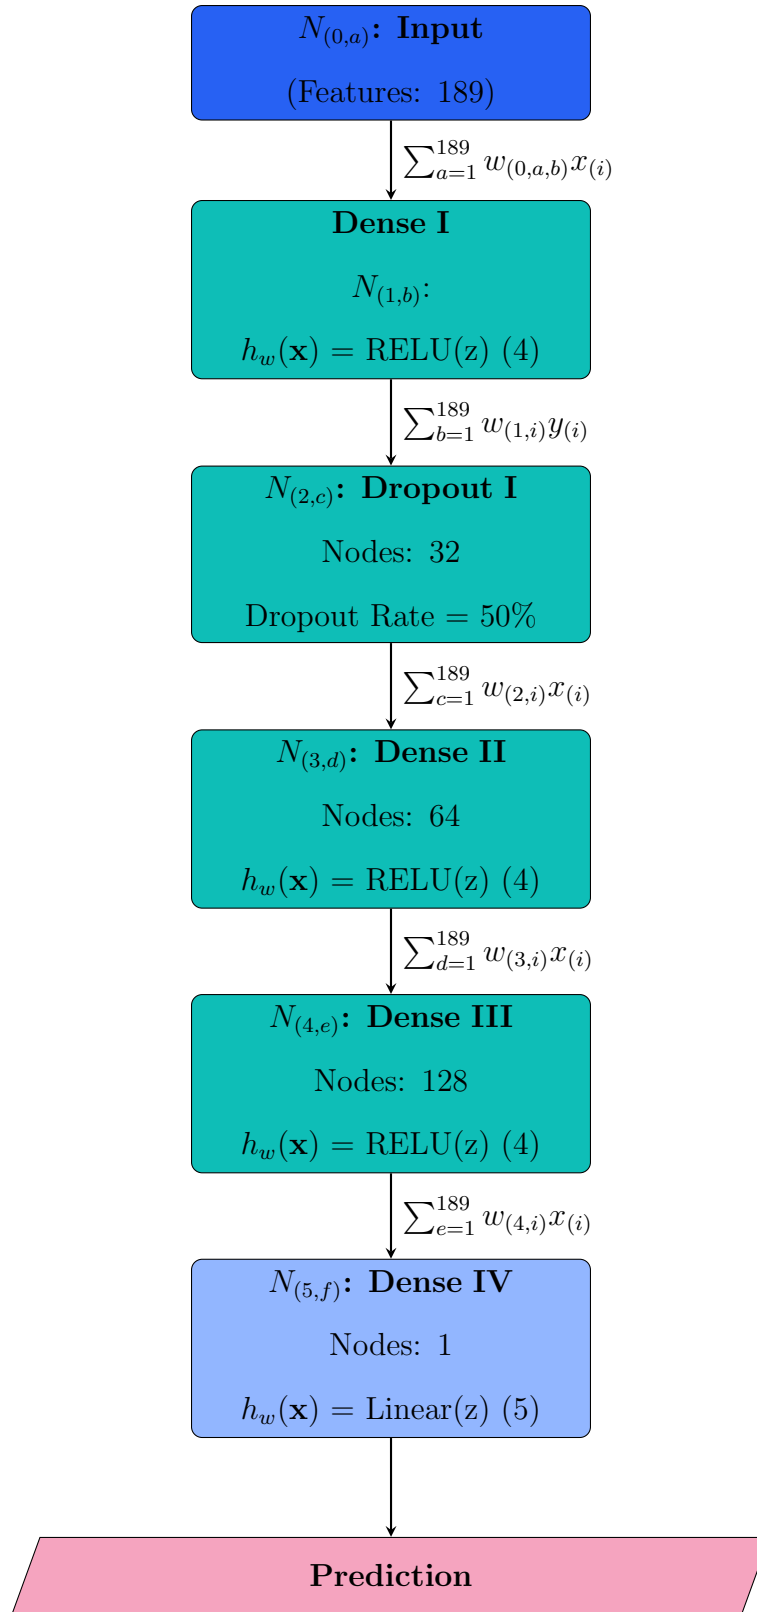 N_(0,a): Input
(Features: 189)
∑_{a=1}^{189} w_(0,a,b)x_(i)
Dense I
N_(1,b):
h_w(x) = RELU(z) (4)
∑_{b=1}^{189} w_(1,i)y_(i)
N_(2,c): Dropout I
Nodes: 32
Dropout Rate = 50%
∑_{c=1}^{189} w_(2,i)x_(i)
N_(3,d): Dense II
Nodes: 64
h_w(x) = RELU(z) (4)
∑_{d=1}^{189} w_(3,i)x_(i)
N_(4,e): Dense III
Nodes: 128
h_w(x) = RELU(z) (4)
∑_{e=1}^{189} w_(4,i)x_(i)
N_(5,f): Dense IV
Nodes: 1
h_w(x) = Linear(z) (5)
Prediction